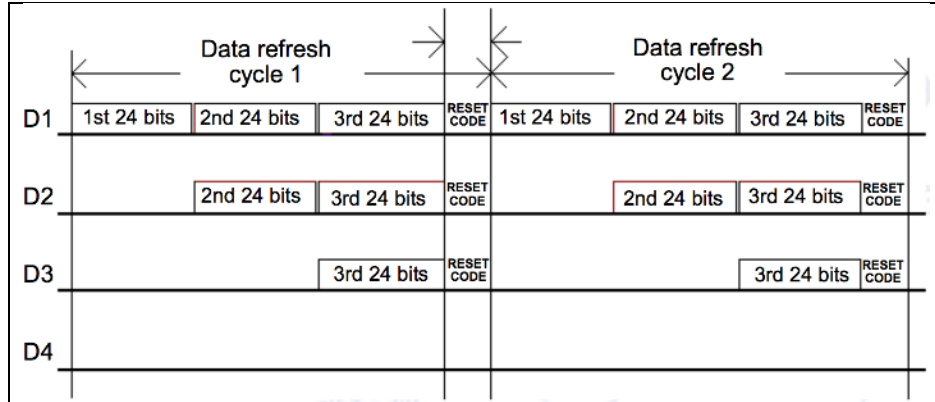 Data refresh
cycle 1
Data refresh
cycle 2
D1
1st 24 bits
2nd 24 bits
3rd 24 bits
RESET
CODE
1st 24 bits
2nd 24 bits
3rd 24 bits
RESET
CODE
D2
2nd 24 bits
3rd 24 bits
RESET
CODE
2nd 24 bits
3rd 24 bits
RESET
CODE
D3
3rd 24 bits
RESET
CODE
3rd 24 bits
RESET
CODE
D4